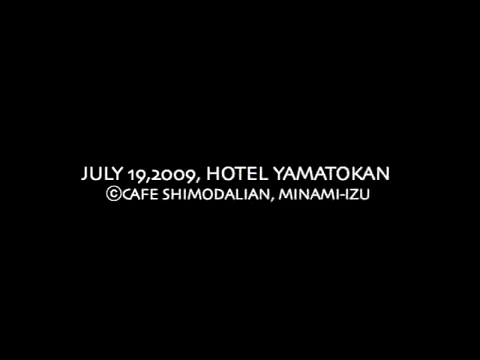 JULY 19,2009, HOTEL YAMATOKAN
©CAFE SHIMODALIAN, MINAMI-IZU